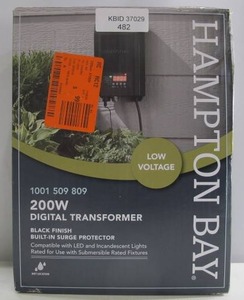 KBID 37029
482
HAMPTON BAY
LOW
VOLTAGE
1001 509 809
200W
DIGITAL TRANSFORMER
BLACK FINISH
BUILT-IN SURGE PROTECTOR
Compatible with LED and Incandescent Lights
Rated for Use with Submersible Rated Fixtures